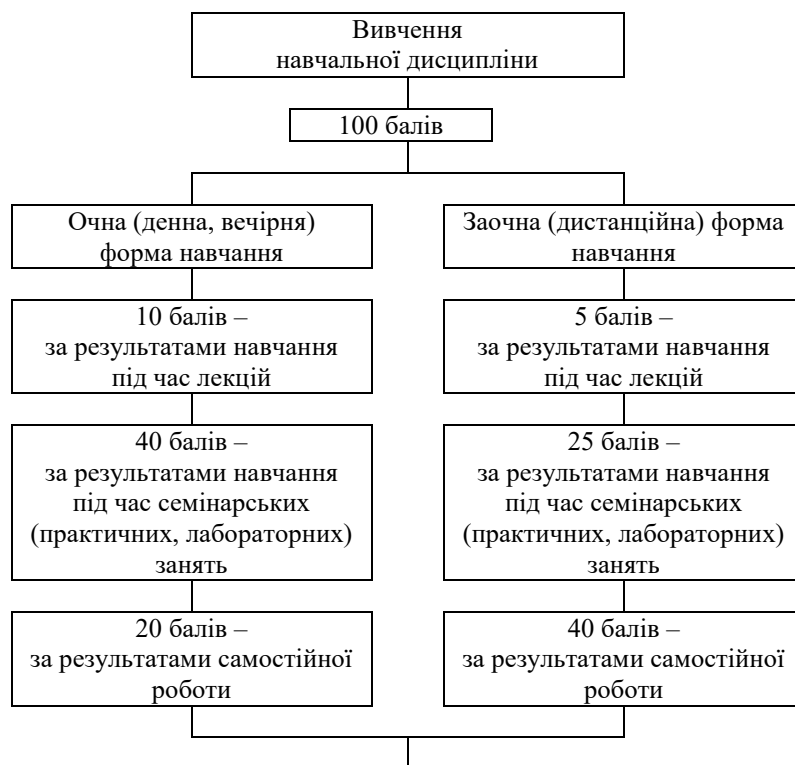 Вивчення
навчальної дисципліни
100 балів
Очна (денна, вечірня)
форма навчання
Заочна (дистанційна) форма
навчання
10 балів –
за результатами навчання
під час лекцій
5 балів –
за результатами навчання
під час лекцій
40 балів –
за результатами навчання
під час семінарських
(практичних, лабораторних)
занять
25 балів –
за результатами навчання
під час семінарських
(практичних, лабораторних)
занять
20 балів –
за результатами самостійної
роботи
40 балів –
за результатами самостійної
роботи